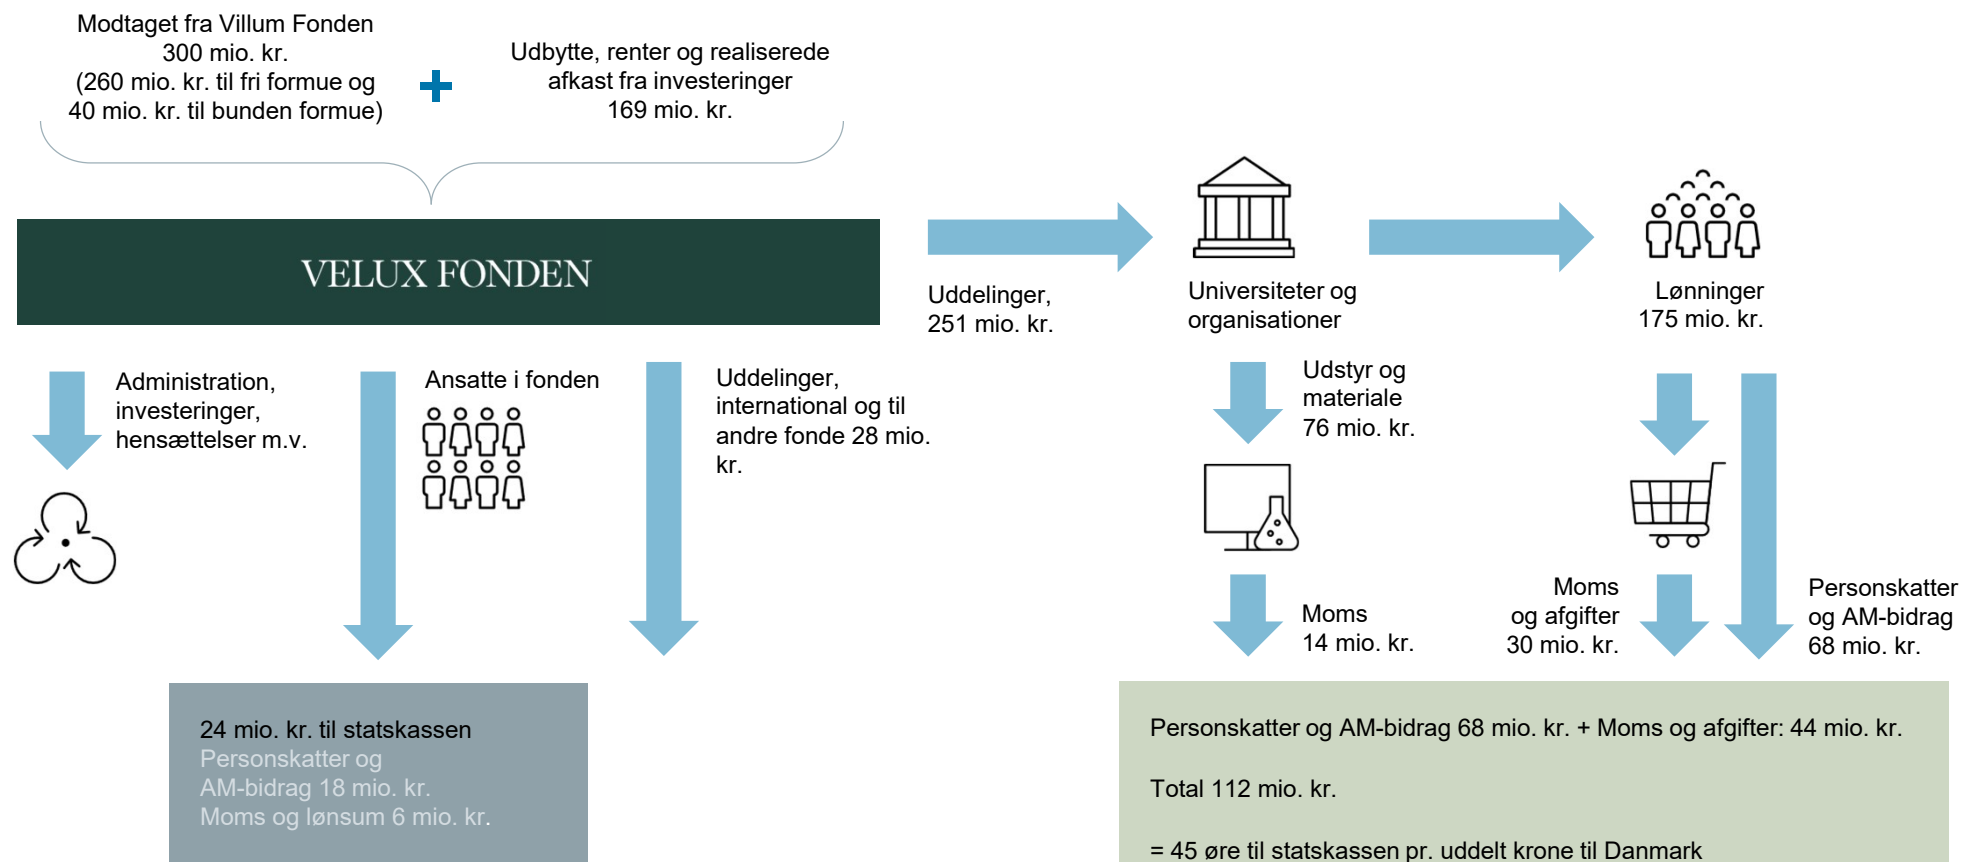 Modtaget fra Villum Fonden
300 mio. kr.
(260 mio. kr. til fri formue og
40 mio. kr. til bunden formue)
Udbytte, renter og realiserede
afkast fra investeringer
169 mio. kr.
VELUX FONDEN
Uddelinger,
251 mio. kr.
Universiteter og
organisationer
Lønninger
175 mio. kr.
Administration,
investeringer,
hensættelser m.v.
Ansatte i fonden
Uddelinger,
international og til
andre fonde 28 mio.
kr.
Udstyr og
materiale
76 mio. kr.
Moms
14 mio. kr.
Moms
og afgifter
30 mio. kr.
Personskatter
og AM-bidrag
68 mio. kr.
24 mio. kr. til statskassen
Personskatter og
AM-bidrag 18 mio. kr.
Moms og lønsum 6 mio. kr.
Personskatter og AM-bidrag 68 mio. kr. + Moms og afgifter: 44 mio. kr.
Total 112 mio. kr.
= 45 øre til statskassen pr. uddelt krone til Danmark